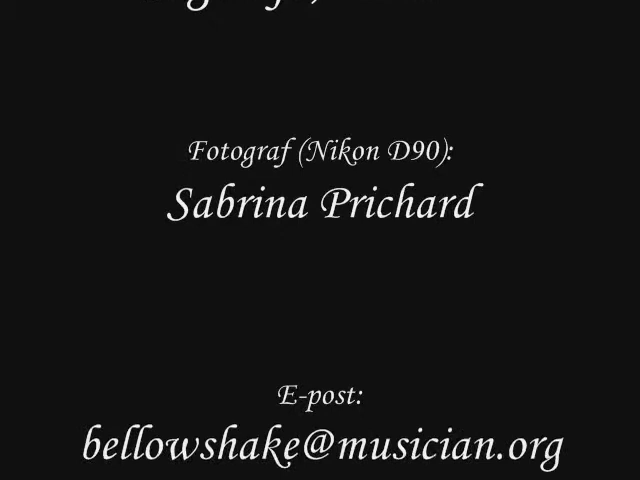 Fotograf (Nikon D90):
Sabrina Prichard
E-post:
bellowshake@musician.org